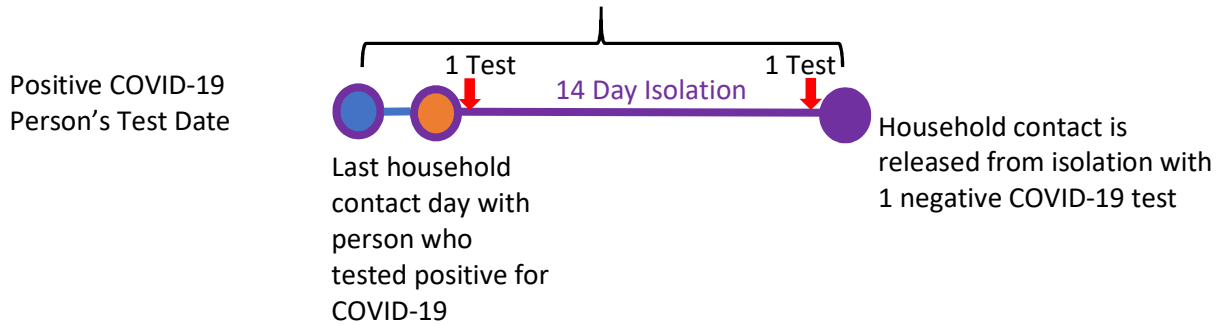 Positive COVID-19
Person's Test Date
1 Test
1 Test
14 Day Isolation
Last household
contact day with
person who
tested positive for
COVID-19
Household contact is
released from isolation with
1 negative COVID-19 test